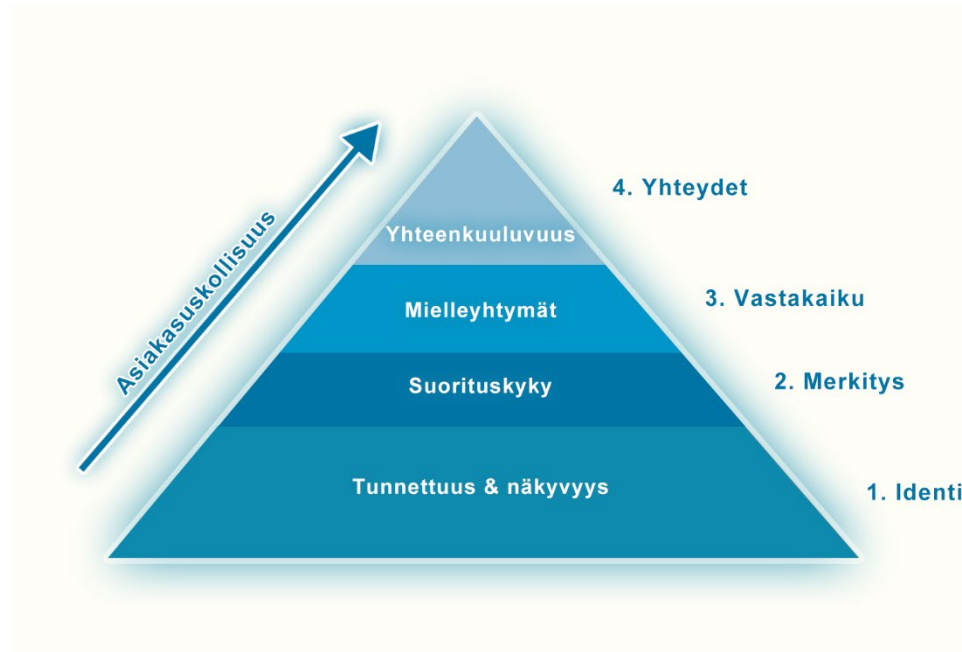 4. Yhteydet
Yhteenkuuluvuus
3. Vastakaiku
Mielleyhtymät
2. Merkitys
Suorituskyky
1. Identi
Tunnettuus & näkyvyys
Asiakasuskollisuus